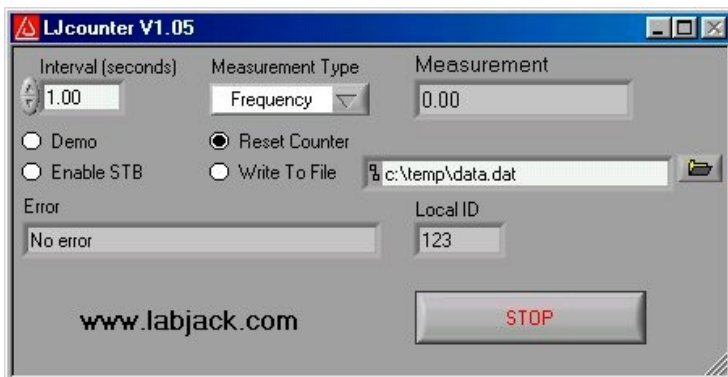 LJcounter V1.05
Interval (seconds) Measurement Type Measurement
1.00 Frequency 0.00
Demo Reset Counter
Enable STB Write To File c:\temp\data.dat
Error Local ID
No error 123
www.labjack.com STOP